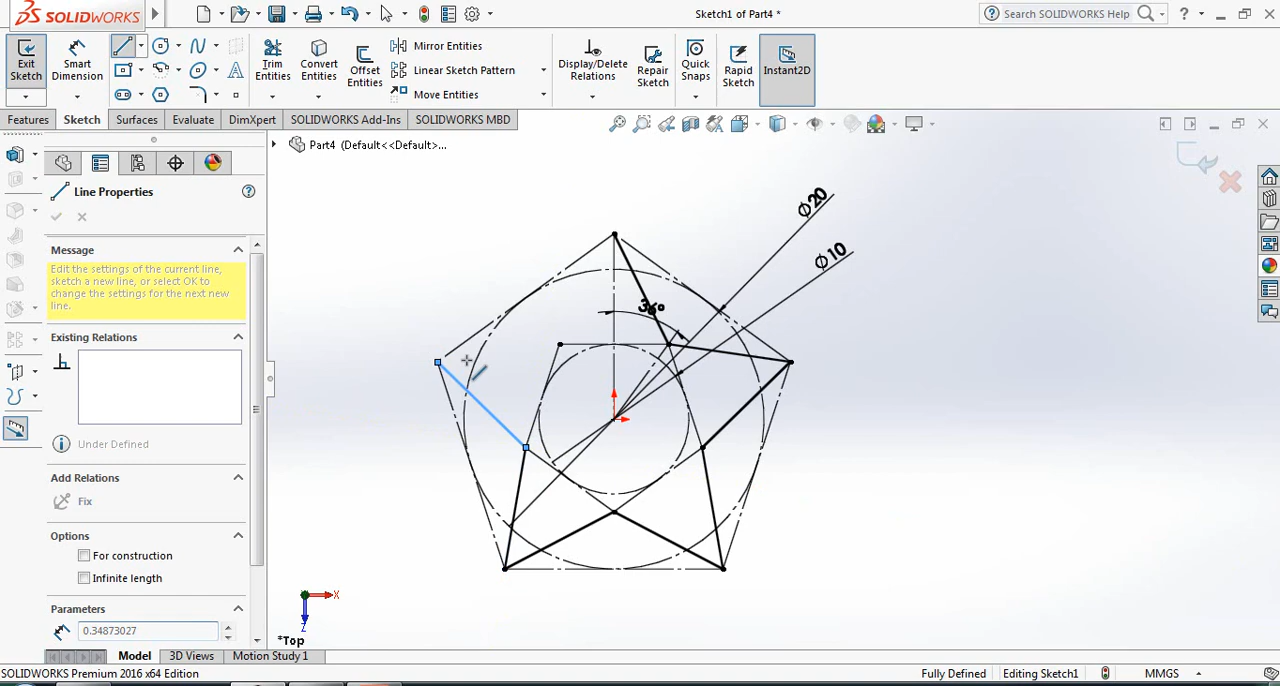 SOLIDWORKS
Sketch1 of Part4 *
Search SOLIDWORKS Help
?
Exit Sketch
Smart Dimension
Trim Entities
Convert Entities
Offset Entities
Mirror Entities
Linear Sketch Pattern
Move Entities
Display/Delete Relations
Repair Sketch
Quick Snaps
Rapid Sketch
Instant2D
Features
Sketch
Surfaces
Evaluate
DimXpert
SOLIDWORKS Add-Ins
SOLIDWORKS MBD
Part4 (Default<<Default>...
Line Properties
Message
Edit the settings of the current line,
sketch a new line, or select OK to
change the settings for the next new
line.
Existing Relations
Under Defined
Add Relations
Fix
Options
For construction
Infinite length
Parameters
0.34873027
∅20
∅10
36°
X
Z
*Top
Model
3D Views
Motion Study 1
SOLIDWORKS Premium 2016 x64 Edition
Fully Defined
Editing Sketch1
MMGS